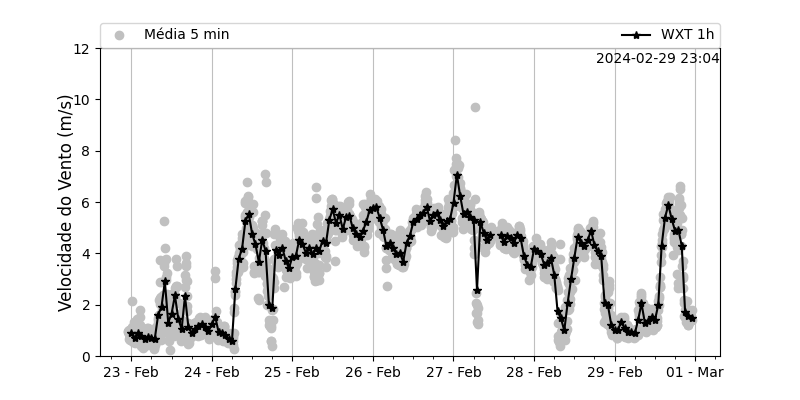 Média 5 min
WXT 1h
2024-02-29 23:04
Velocidade do Vento (m/s)
12
10
8
6
4
2
0
23 - Feb
24 - Feb
25 - Feb
26 - Feb
27 - Feb
28 - Feb
29 - Feb
01 - Mar